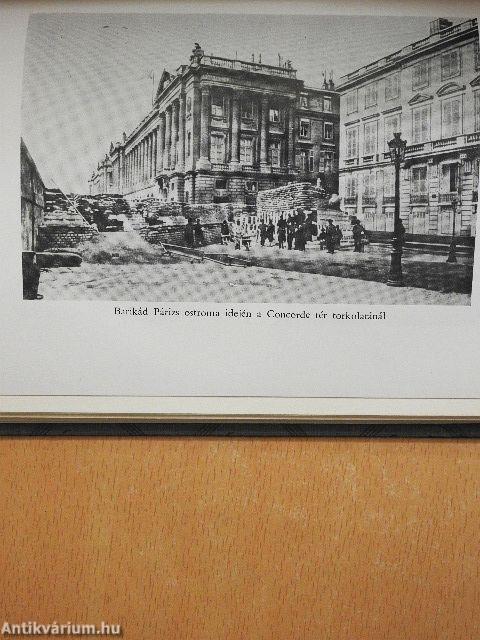 Barikád Párizs ostroma idején a Concorde tér torkolatánál
Antikvárium.hu